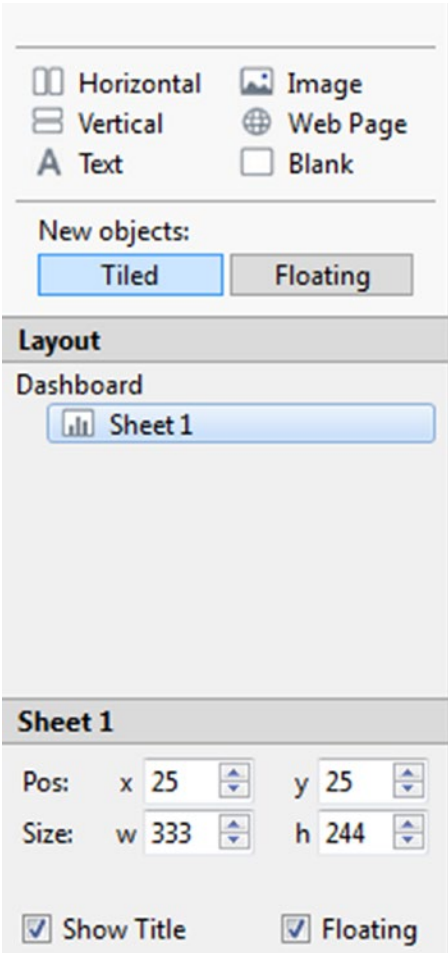 Horizontal Image
Vertical Web Page
Text Blank
New objects:
Tiled Floating
Layout
Dashboard
Sheet 1
Sheet 1
Pos: x 25 y 25
Size: w 333 h 244
Show Title Floating